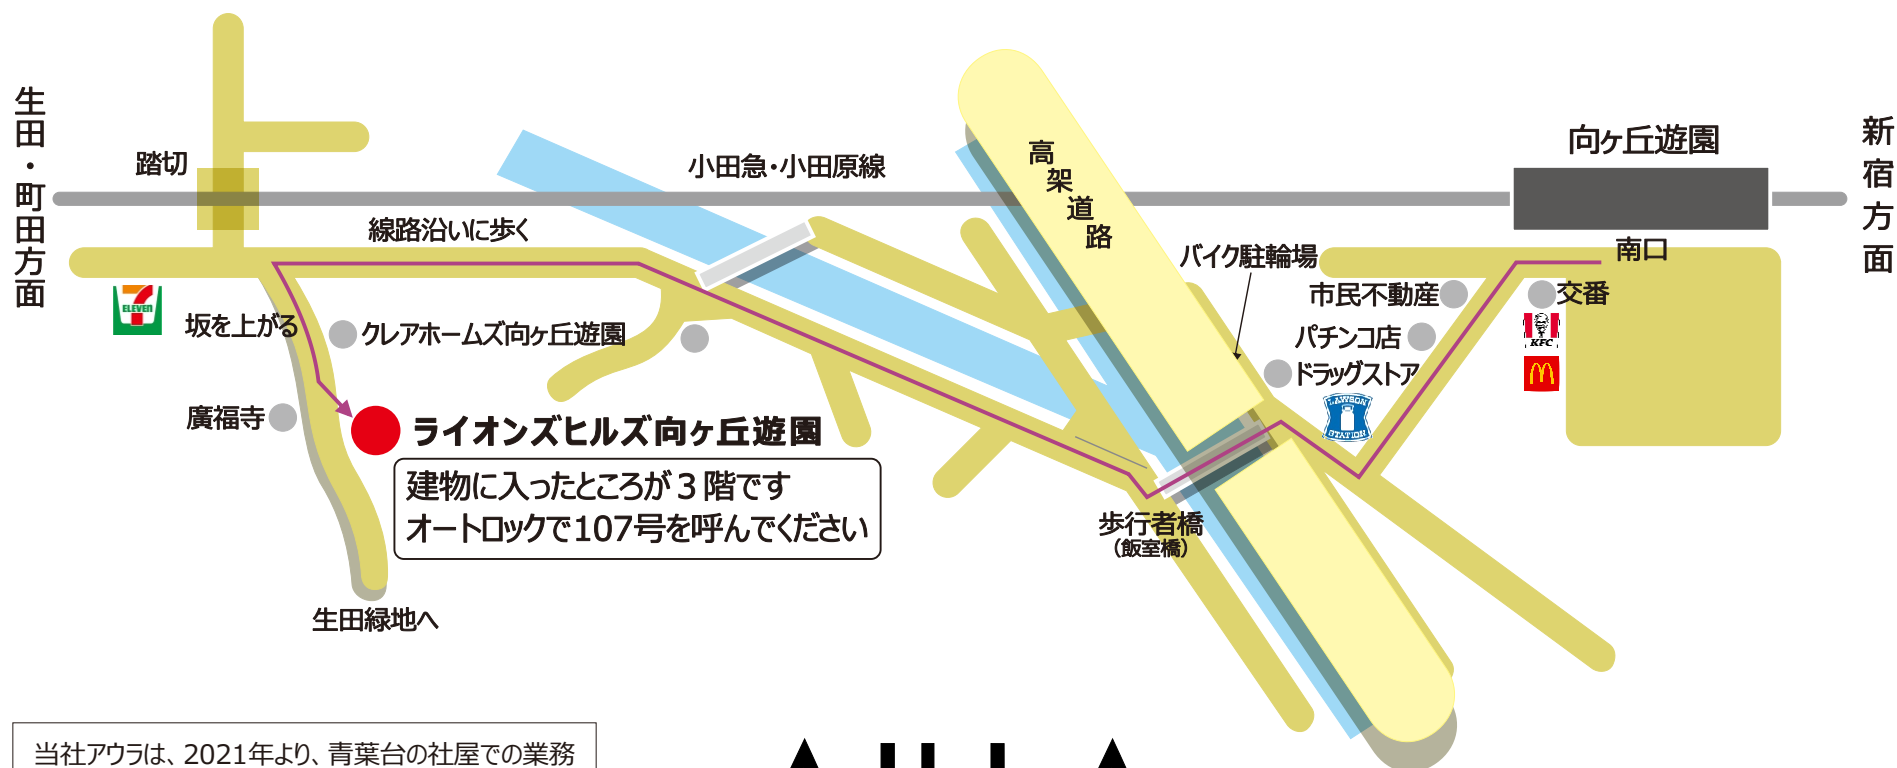 生田・町田方面
踏切
小田急・小田原線
高架道路
向ヶ丘遊園
新宿方面
線路沿いに歩く
バイク駐輪場
南口
市民不動産
交番
ELEVEN
坂を上がる
クレアホームズ向ヶ丘遊園
パチンコ店
KFC
ドラッグストア
廣福寺
ライオンズヒルズ向ヶ丘遊園
LAWSON
STATION
建物に入ったところが3階です
オートロックで107号を呼んでください
歩行者橋
（飯室橋）
生田緑地へ
当社アウラは、2021年より、青葉台の社屋での業務